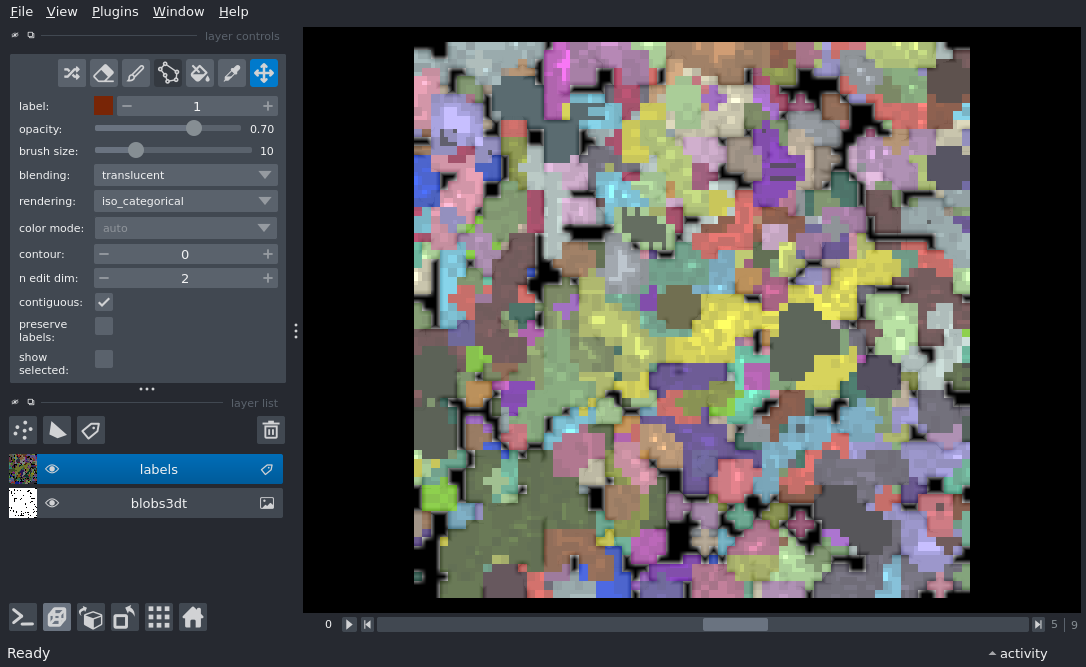 File View Plugins Window Help
layer controls
label: 1
opacity: 0.70
brush size: 10
blending: translucent
rendering: iso_categorical
color mode: auto
contour: 0
n edit dim: 2
contiguous:
preserve
labels:
show
selected:
layer list
labels
blobs3dt
0 5 9
Ready activity